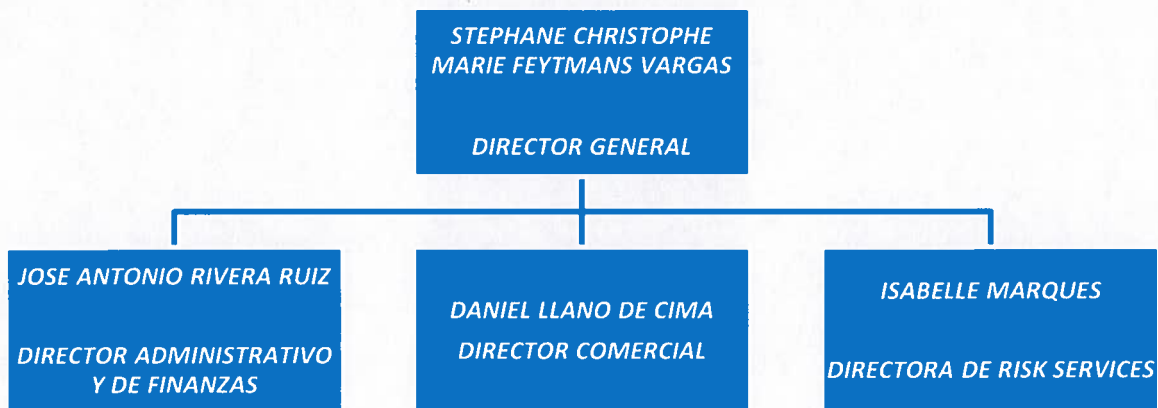 STEPHANE CHRISTOPHE
MARIE FEYTMANS VARGAS
DIRECTOR GENERAL
JOSE ANTONIO RIVERA RUIZ
DIRECTOR ADMINISTRATIVO
Y DE FINANZAS
DANIEL LLANO DE CIMA
DIRECTOR COMERCIAL
ISABELLE MARQUES
DIRECTORA DE RISK SERVICES